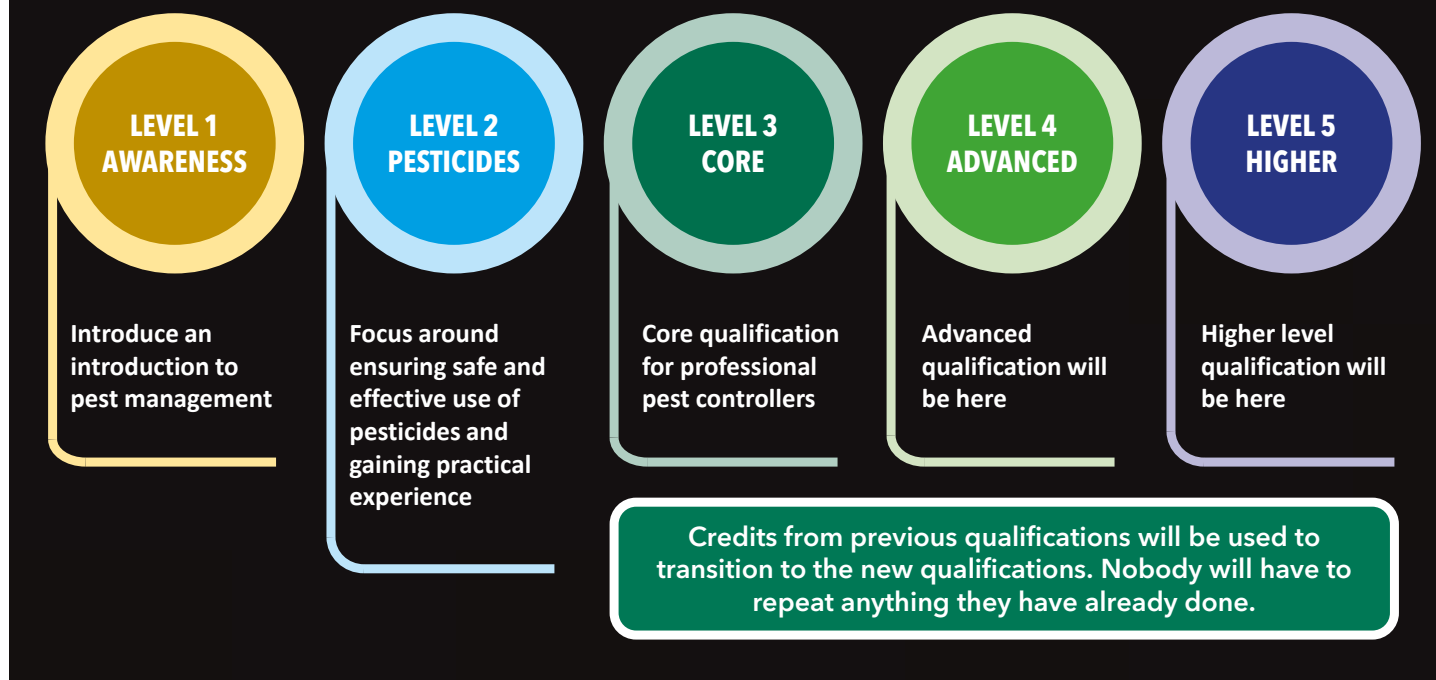 LEVEL 1
AWARENESS
LEVEL 2
PESTICIDES
LEVEL 3
CORE
LEVEL 4
ADVANCED
LEVEL 5
HIGHER
Introduce an
introduction to
pest management
Focus around
ensuring safe and
effective use of
pesticides and
gaining practical
experience
Core qualification
for professional
pest controllers
Advanced
qualification will
be here
Higher level
qualification will
be here
Credits from previous qualifications will be used to
transition to the new qualifications. Nobody will have to
repeat anything they have already done.